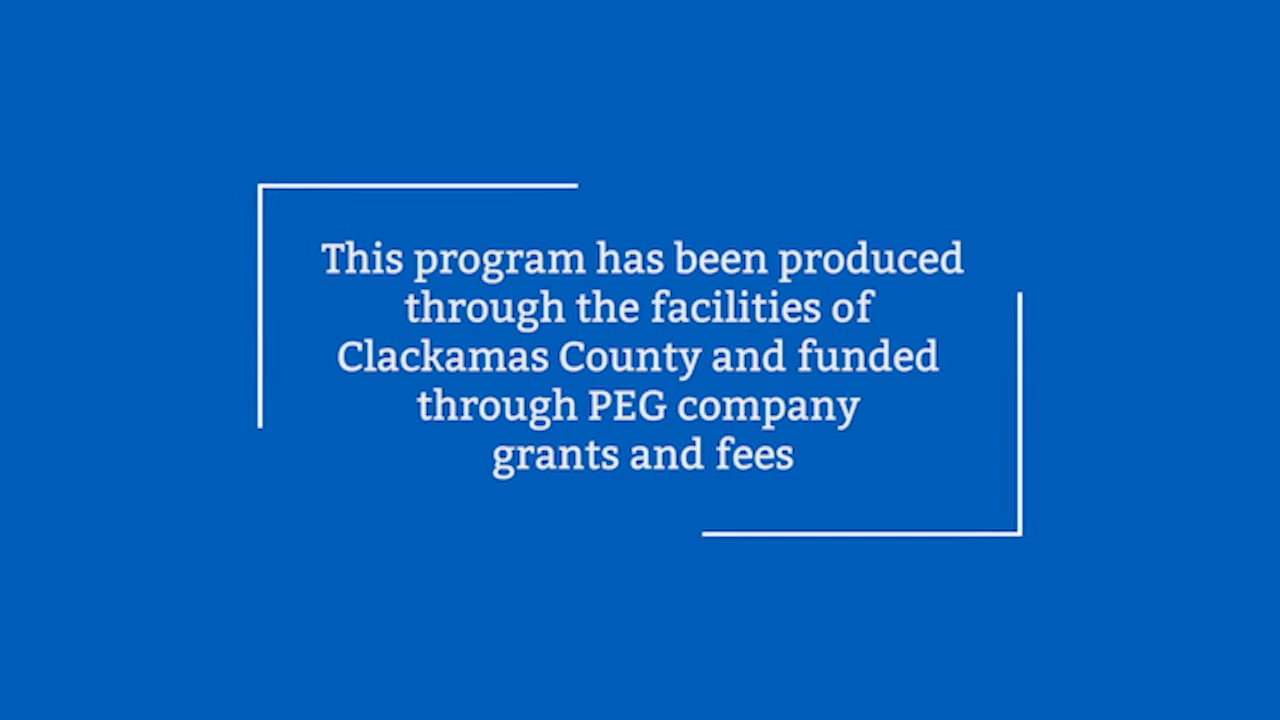 This program has been produced
through the facilities of
Clackamas County and funded
through PEG company
grants and fees